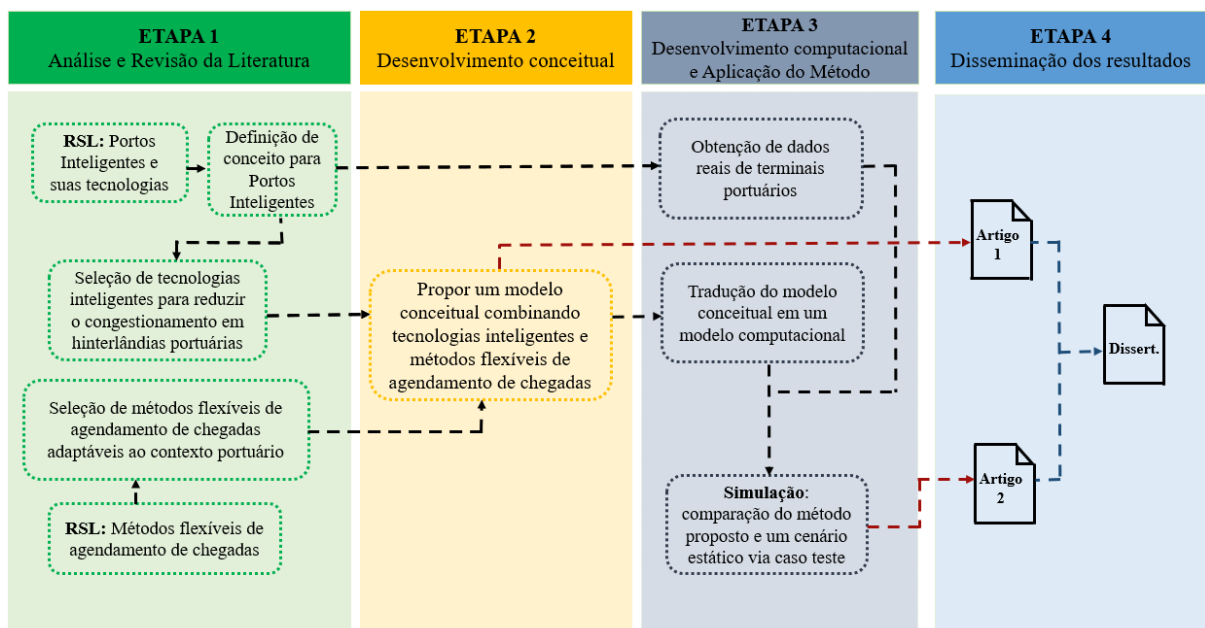 ETAPA 1
Análise e Revisão da Literatura
ETAPA 2
Desenvolvimento conceitual
ETAPA 3
Desenvolvimento computacional
e Aplicação do Método
ETAPA 4
Disseminação dos resultados
RSL: Portos
Inteligentes e
suas tecnologias
Definição de
conceito para
Portos
Inteligentes
Seleção de tecnologias
inteligentes para reduzir
o congestionamento em
hinterlândias portuárias
Seleção de métodos flexíveis de
agendamento de chegadas
adaptáveis ao contexto portuário
RSL: Métodos flexíveis de
agendamento de chegadas
Propor um modelo
conceitual combinando
tecnologias inteligentes e
métodos flexíveis de
agendamento de chegadas
Obtenção de dados
reais de terminais
portuários
Tradução do modelo
conceitual em um
modelo computacional
Simulação:
comparação do método
proposto e um cenário
estático via caso teste
Artigo
1
Artigo
2
Dissert.